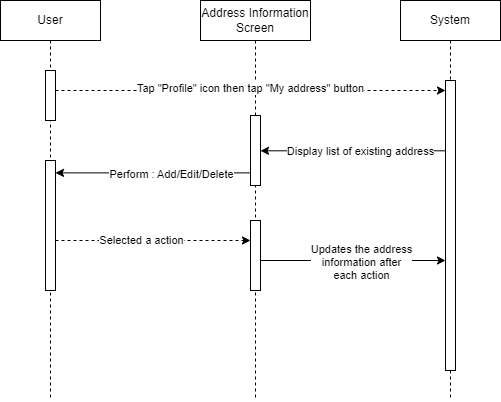 User
Address Information
Screen
System
Tap "Profile" icon then tap "My address" button
Display list of existing address
Perform : Add/Edit/Delete
Selected a action
Updates the address
information after
each action